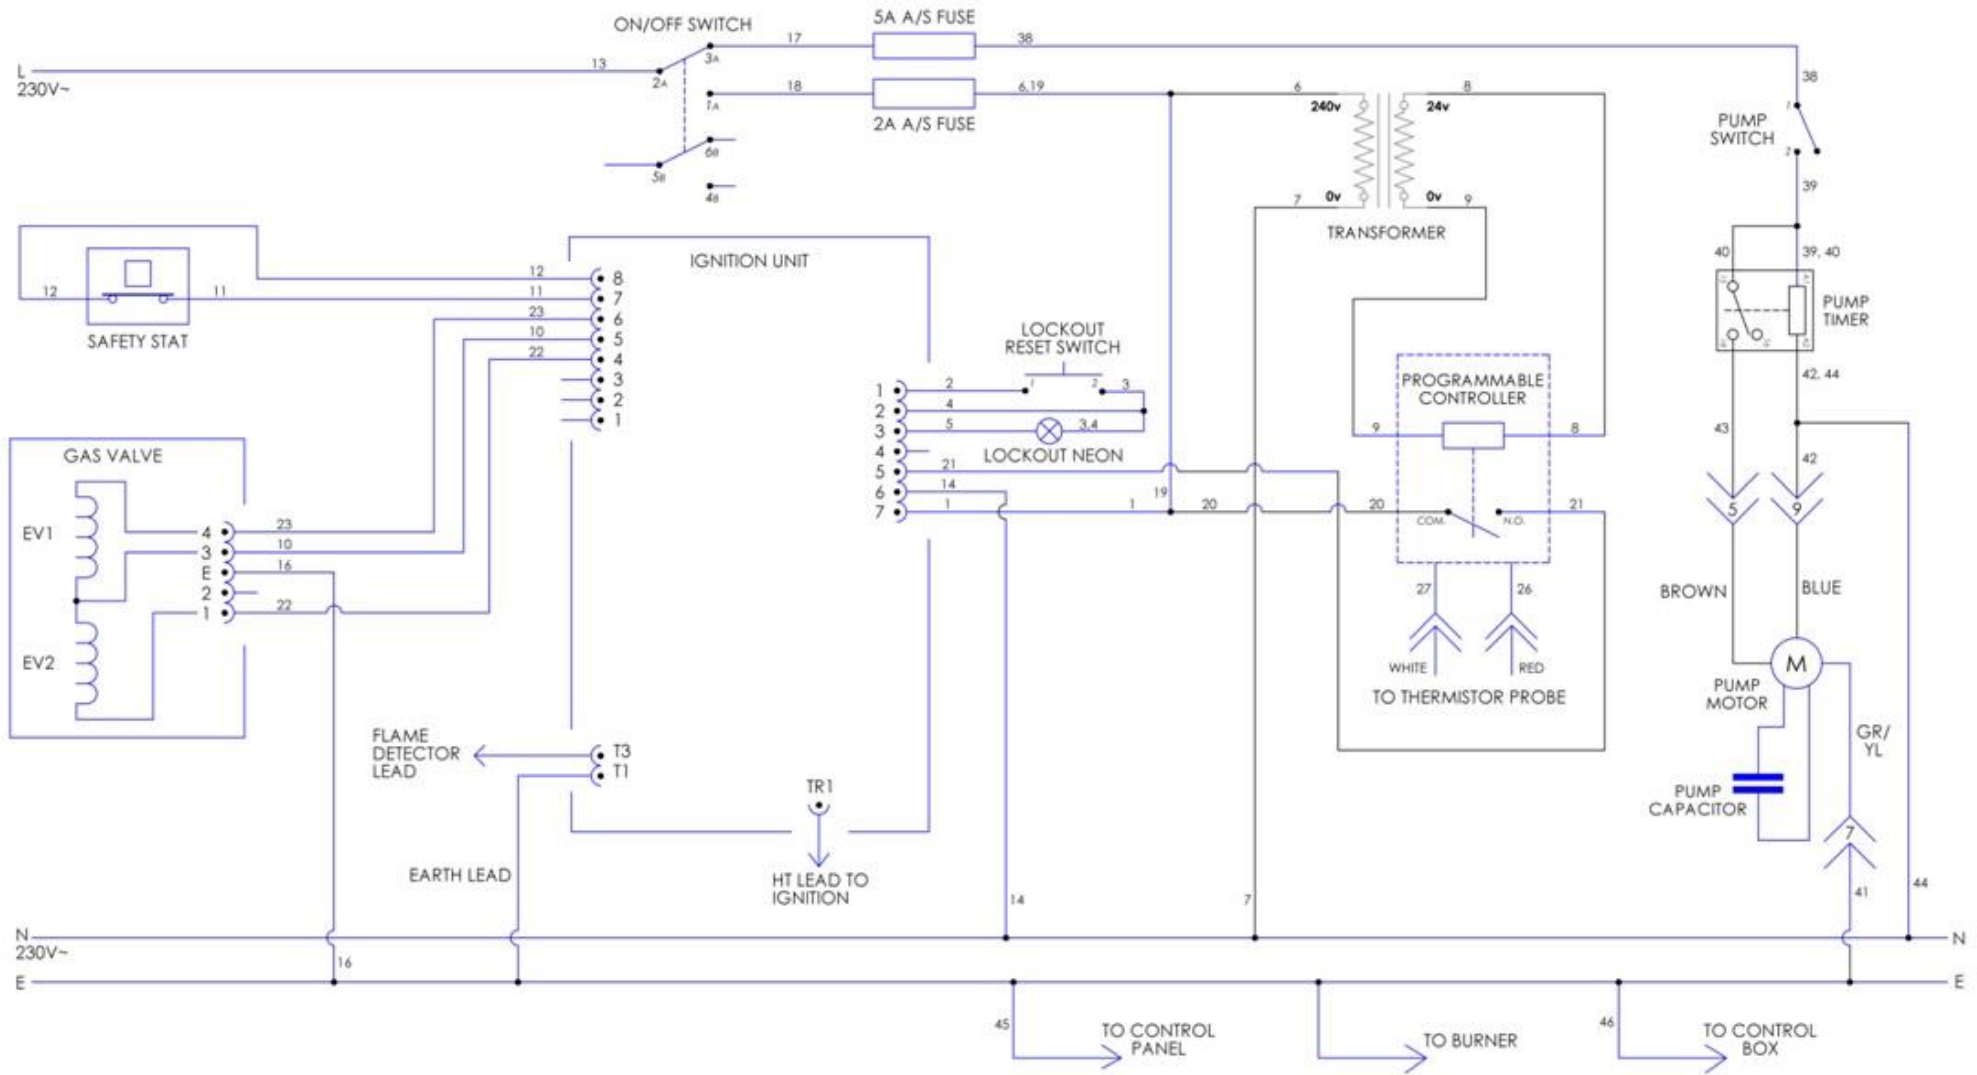 ON/OFF SWITCH
5A A/S FUSE
L
230V~
13
2A
3A
17
38
1A
18
6,19
2A A/S FUSE
5B
6B
4B
6
240v
8
24v
7
0v
0v
9
TRANSFORMER
38
PUMP
SWITCH
1
2
39
40
39, 40
PUMP
TIMER
42, 44
43
42
5
9
BROWN
BLUE
M
PUMP
MOTOR
GR/
YL
PUMP
CAPACITOR
7
41
44
12
11
SAFETY STAT
IGNITION UNIT
12
8
11
7
23
6
10
5
22
4
3
2
1
LOCKOUT
RESET SWITCH
1
2
1
2
3
2
4
3
5
3,4
LOCKOUT NEON
4
5
21
6
14
7
1
1
19
20
20
PROGRAMMABLE
CONTROLLER
9
8
COM.
N.O.
21
27
26
WHITE
RED
TO THERMISTOR PROBE
GAS VALVE
EV1
EV2
4
23
3
10
E
16
2
1
22
FLAME
DETECTOR
LEAD
T3
T1
TR1
EARTH LEAD
HT LEAD TO
IGNITION
14
7
N
230V~
N
16
E
E
45
TO CONTROL
PANEL
TO BURNER
46
TO CONTROL
BOX